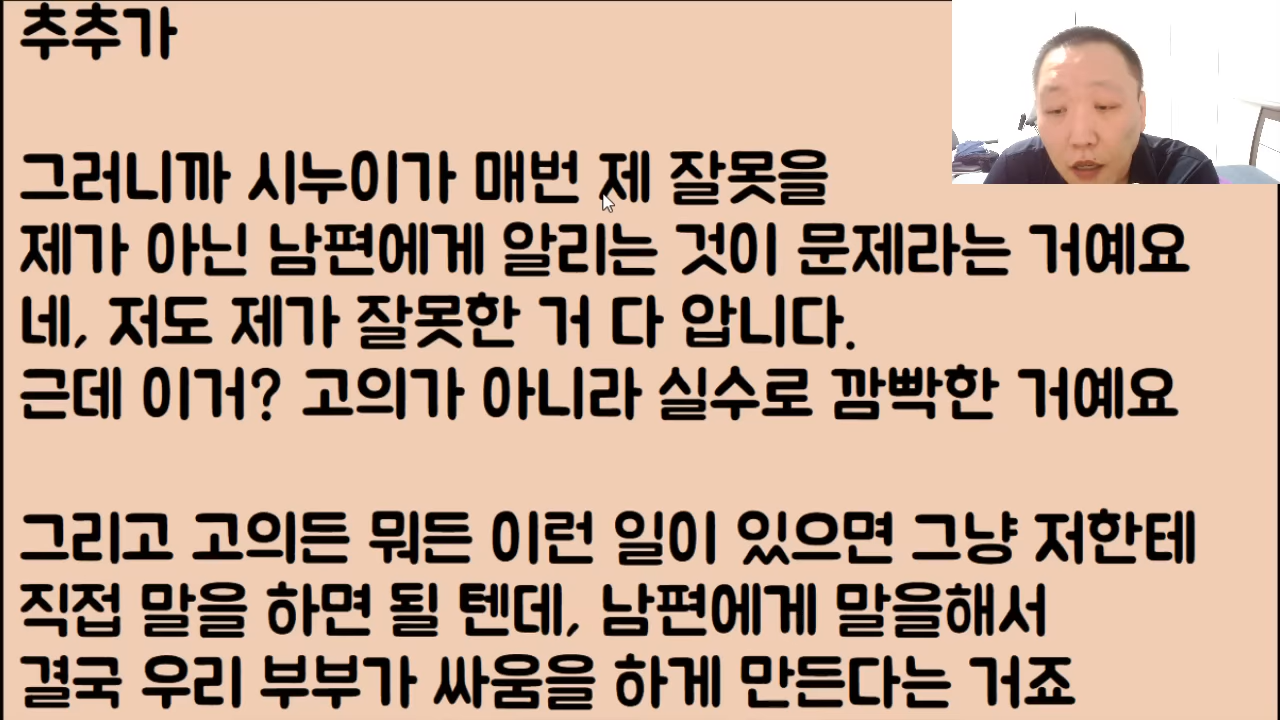 추추가
그러니까 시누이가 매번 제 잘못을
제가 아닌 남편에게 알리는 것이 문제라는 거예요
네, 저도 제가 잘못한 거 다 압니다.
근데 이거? 고의가 아니라 실수로 깜빡한 거예요
그리고 고의든 뭐든 이런 일이 있으면 그냥 저한테
직접 말을 하면 될 텐데, 남편에게 말을해서
결국 우리 부부가 싸움을 하게 만든다는 거죠